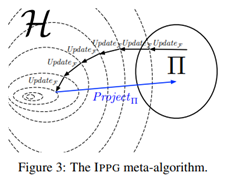 𝓗
Update_𝓕 Update_𝓕 Update_𝓕
Update_𝓕
Update_𝓕
Π
Update_𝓕
Project_Π
Figure 3: The IPPG meta-algorithm.